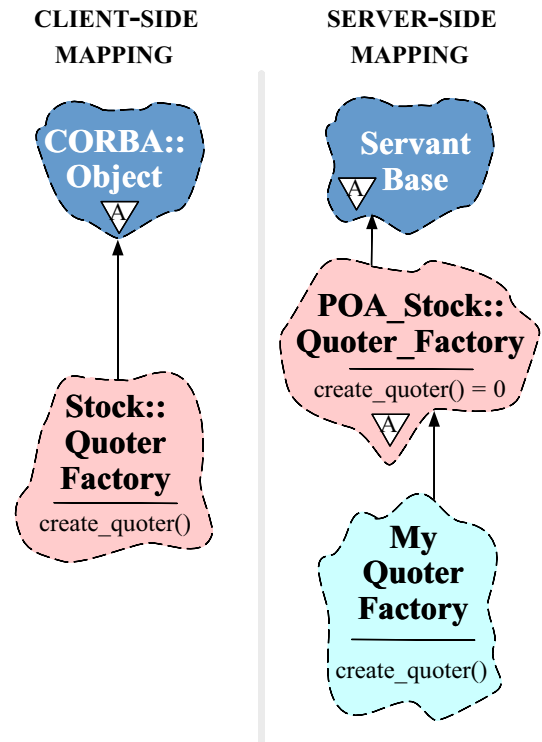 CLIENT-SIDE
MAPPING
CORBA::
Object
A
Stock::
Quoter
Factory
create_quoter()
SERVER-SIDE
MAPPING
Servant
Base
A
POA_Stock::
Quoter_Factory
create_quoter() = 0
A
My
Quoter
Factory
create_quoter()